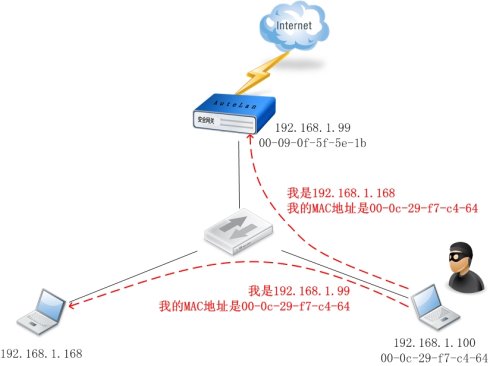 Internet
AutoLan
安全网关
192.168.1.99
00-09-0f-5f-5e-1b
我是192.168.1.168
我的MAC地址是00-0c-29-f7-c4-64
我是192.168.1.99
我的MAC地址是00-0c-29-f7-c4-64
192.168.1.168
192.168.1.100
00-0c-29-f7-c4-64